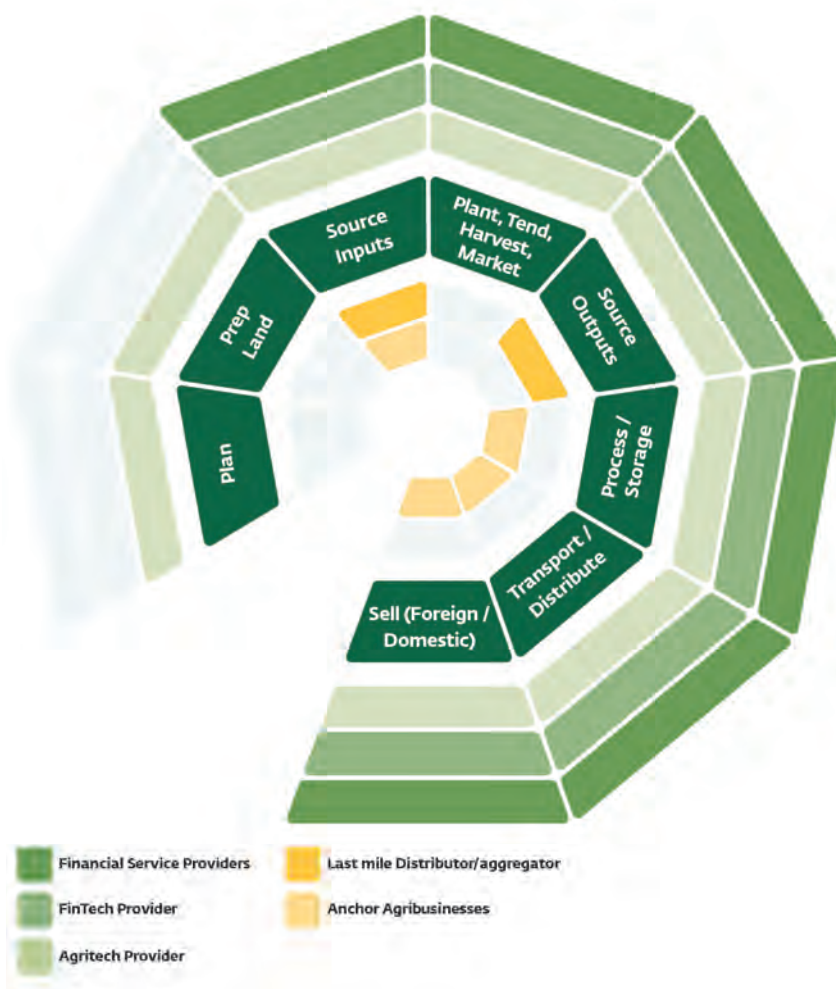 Plan
Prep
Land
Source
Inputs
Plant, Tend,
Harvest,
Market
Source
Outputs
Process /
Storage
Transport /
Distribute
Sell (Foreign /
Domestic)
Financial Service Providers
FinTech Provider
Agritech Provider
Last mile Distributor/aggregator
Anchor Agribusinesses